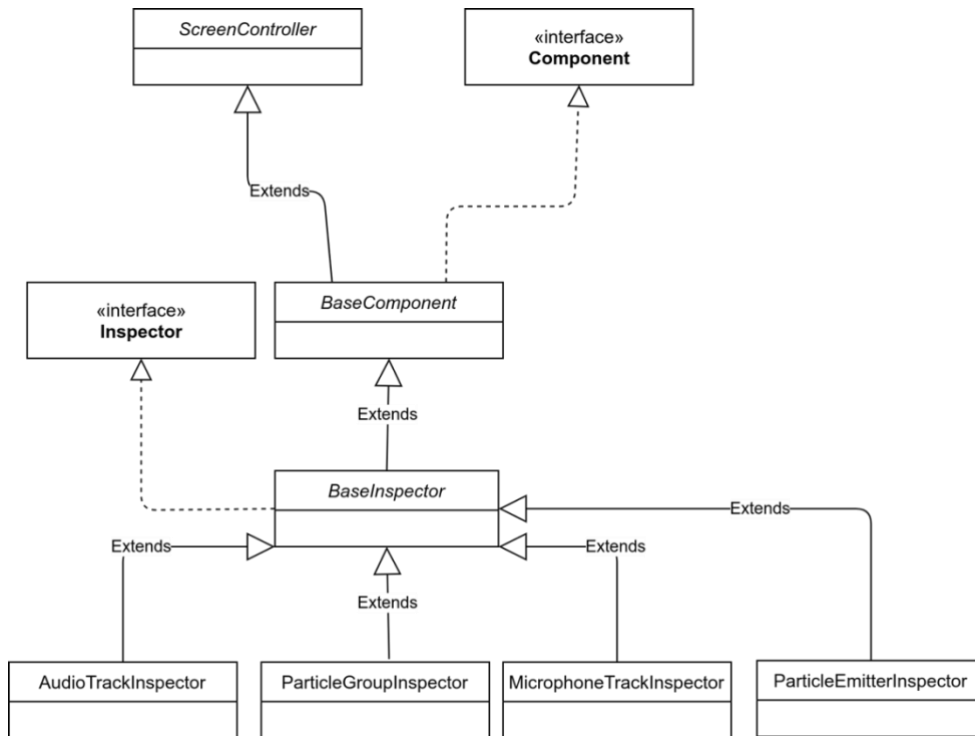 ScreenController
«interface»
Component
Extends
«interface»
Inspector
BaseComponent
Extends
BaseInspector
Extends
Extends
Extends
Extends
AudioTrackInspector
ParticleGroupInspector
MicrophoneTrackInspector
ParticleEmitterInspector